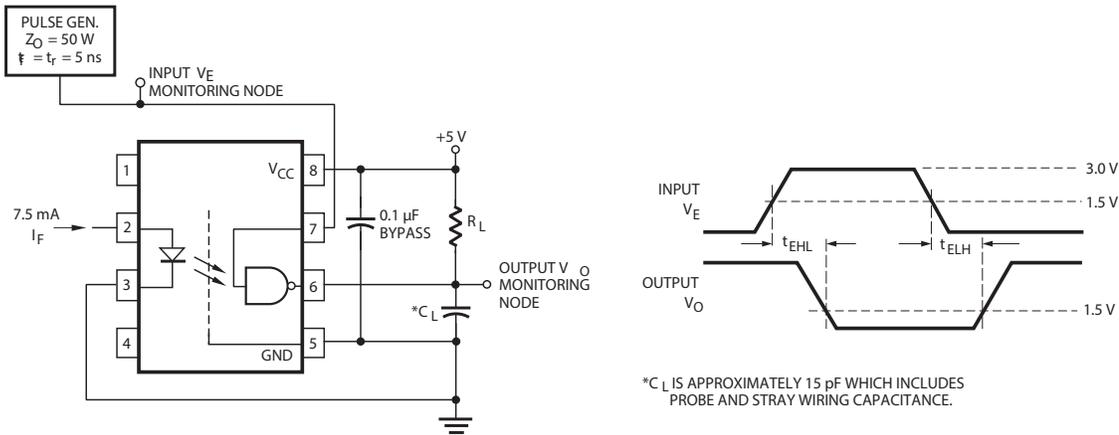 PULSE GEN.
ZO = 50 W
tf = tr = 5 ns
INPUT VE
MONITORING NODE
+5 V
1
VCC
8
7.5 mA
IF
2
7
0.1 µF
BYPASS
RL
3
6
OUTPUT V O
MONITORING
NODE
*C L
4
GND
5
INPUT
VE
3.0 V
1.5 V
tEHL
tELH
OUTPUT
VO
1.5 V
*C L IS APPROXIMATELY 15 pF WHICH INCLUDES
PROBE AND STRAY WIRING CAPACITANCE.